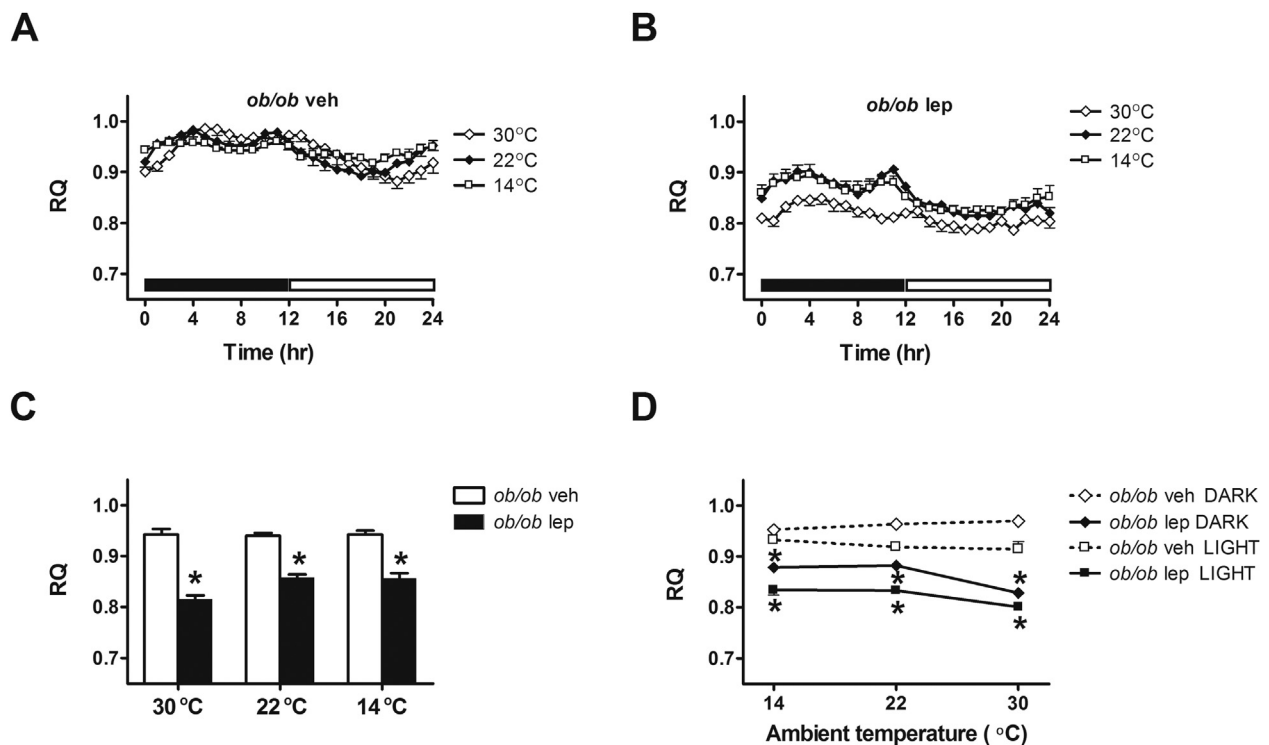 A
ob/ob veh
RQ
1.0
0.9
0.8
0.7
0 4 8 12 16 20 24
Time (hr)
30°C
22°C
14°C
B
ob/ob lep
RQ
1.0
0.9
0.8
0.7
0 4 8 12 16 20 24
Time (hr)
30°C
22°C
14°C
C
RQ
1.0
0.9
0.8
0.7
* * *
30°C 22°C 14°C
ob/ob veh
ob/ob lep
D
RQ
1.0
0.9
0.8
0.7
* * *
* * *
14 22 30
Ambient temperature ( °C)
ob/ob veh DARK
ob/ob lep DARK
ob/ob veh LIGHT
ob/ob lep LIGHT